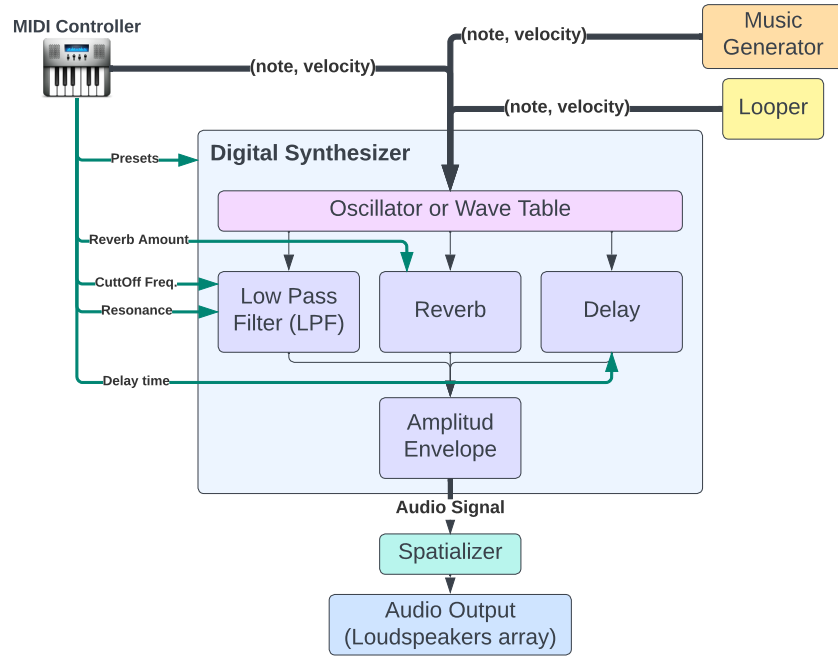 MIDI Controller
(note, velocity)
Music
Generator
(note, velocity)
(note, velocity)
Looper
Presets
Digital Synthesizer
Oscillator or Wave Table
Reverb Amount
CuttOff Freq.
Resonance
Low Pass
Filter (LPF)
Reverb
Delay
Delay time
Amplitud
Envelope
Audio Signal
Spatializer
Audio Output
(Loudspeakers array)